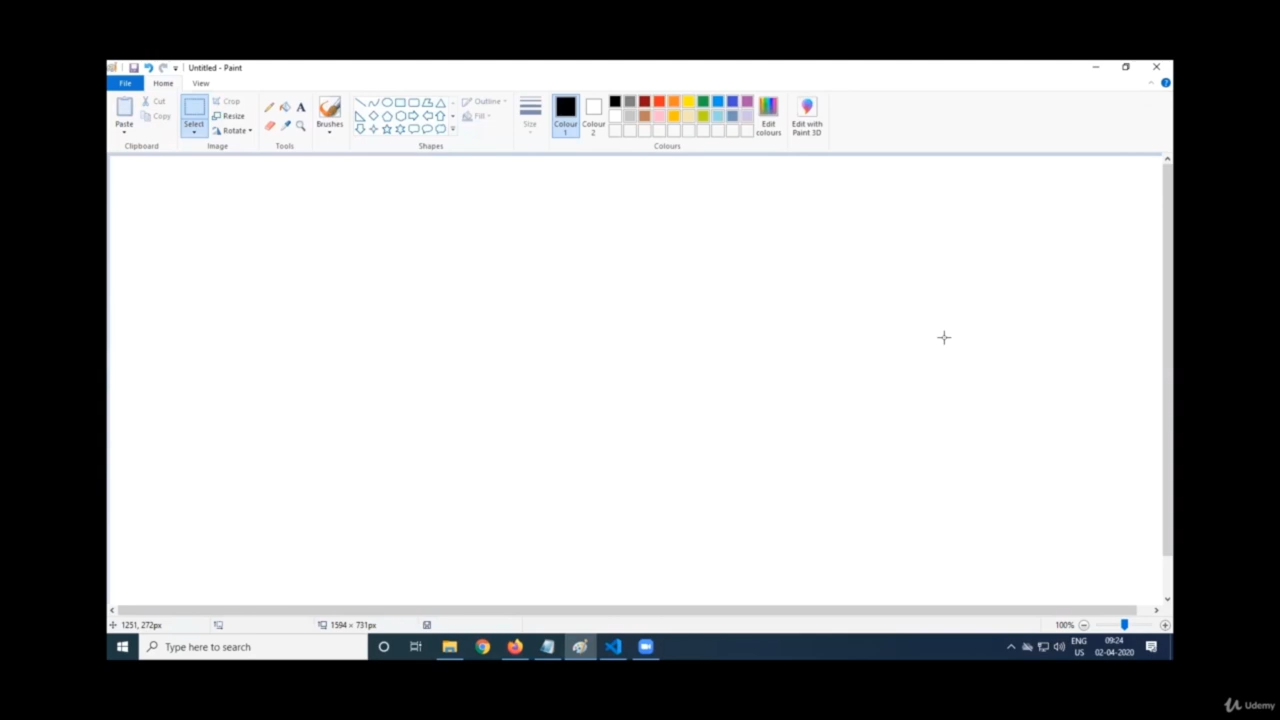 Untitled - Paint
File Home View
Paste
Cut
Copy
Clipboard
Select
Crop
Resize
Rotate
Image
A
Tools
Brushes
Outline
Fill
Shapes
Size
Colour 1
Colour 2
Edit colours
Colours
Edit with Paint 3D
1251, 272px
1594 × 731px
100%
Type here to search
ENG
US
09:24
02-04-2020
Udemy